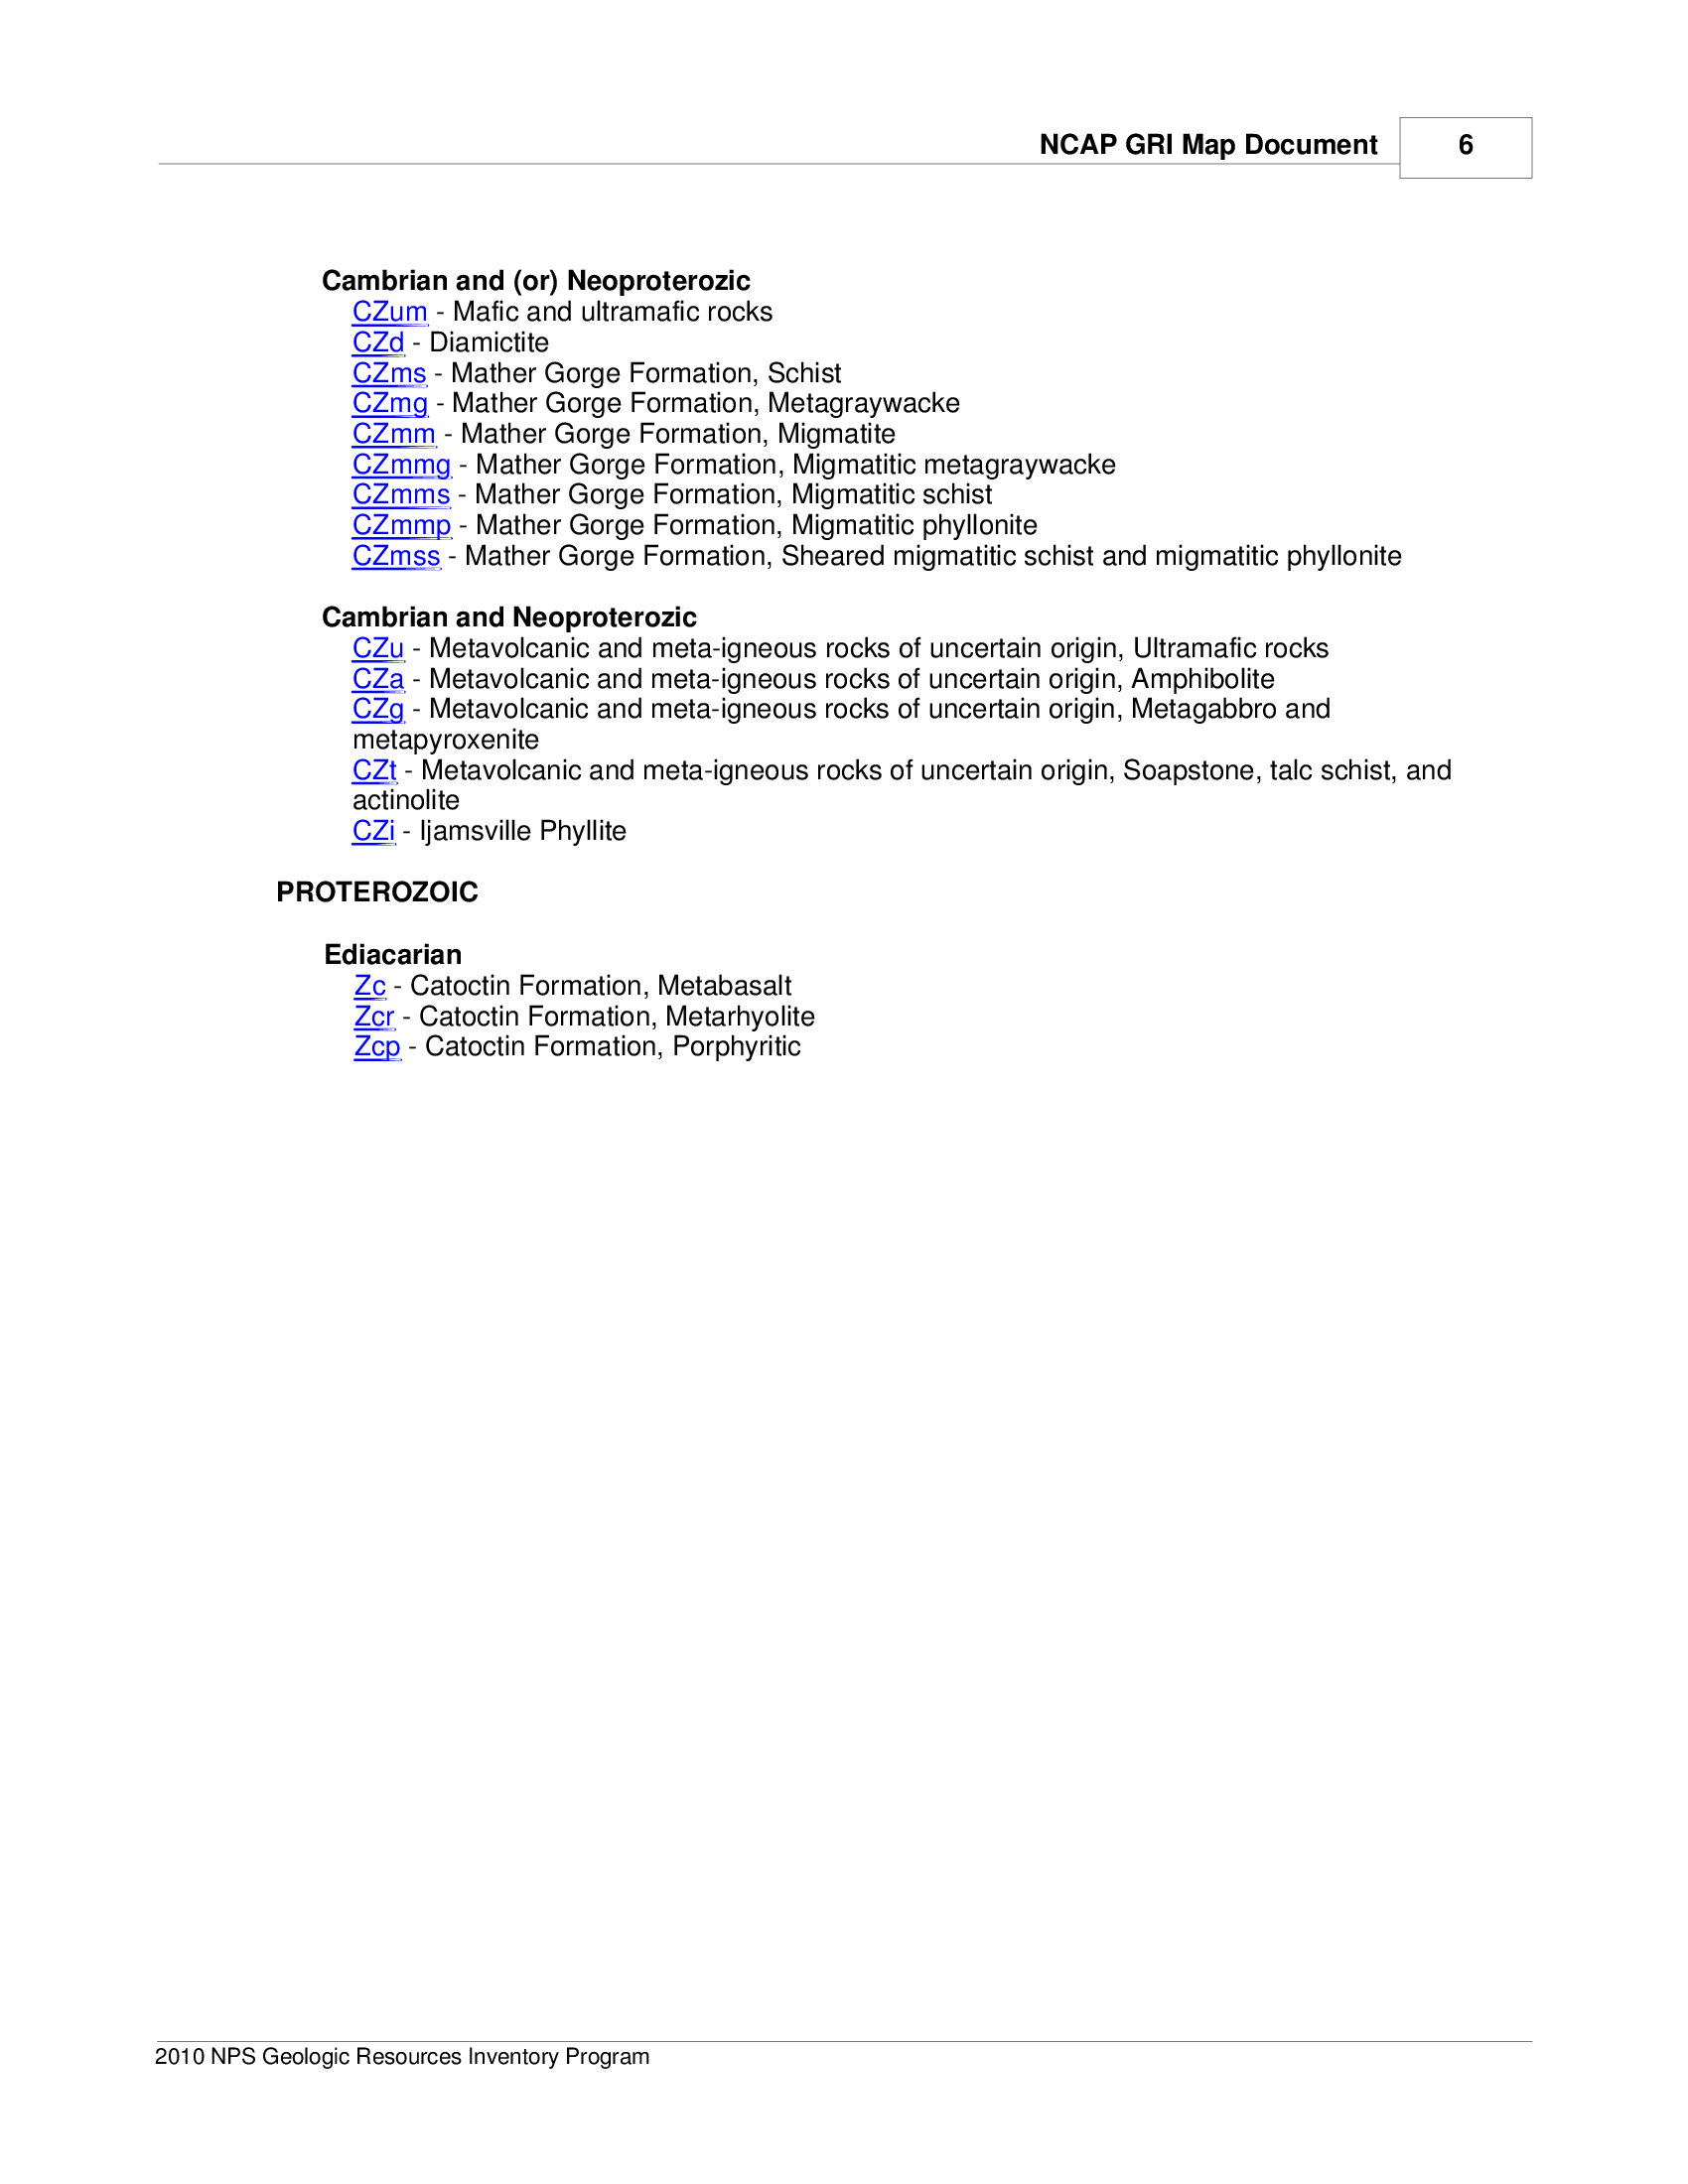 NCAP GRI Map Document 6
Cambrian and (or) Neoproterozic
CZum - Mafic and ultramafic rocks
CZd - Diamictite
CZms - Mather Gorge Formation, Schist
CZmg - Mather Gorge Formation, Metagraywacke
CZmm - Mather Gorge Formation, Migmatite
CZmmg - Mather Gorge Formation, Migmatitic metagraywacke
CZmms - Mather Gorge Formation, Migmatitic schist
CZmmp - Mather Gorge Formation, Migmatitic phyllonite
CZmss - Mather Gorge Formation, Sheared migmatitic schist and migmatitic phyllonite
Cambrian and Neoproterozic
CZu - Metavolcanic and meta-igneous rocks of uncertain origin, Ultramafic rocks
CZa - Metavolcanic and meta-igneous rocks of uncertain origin, Amphibolite
CZg - Metavolcanic and meta-igneous rocks of uncertain origin, Metagabbro and
metapyroxenite
CZt - Metavolcanic and meta-igneous rocks of uncertain origin, Soapstone, talc schist, and
actinolite
CZi - Ijamsville Phyllite
PROTEROZOIC
Ediacarian
Zc - Catoctin Formation, Metabasalt
Zcr - Catoctin Formation, Metarhyolite
Zcp - Catoctin Formation, Porphyritic
2010 NPS Geologic Resources Inventory Program